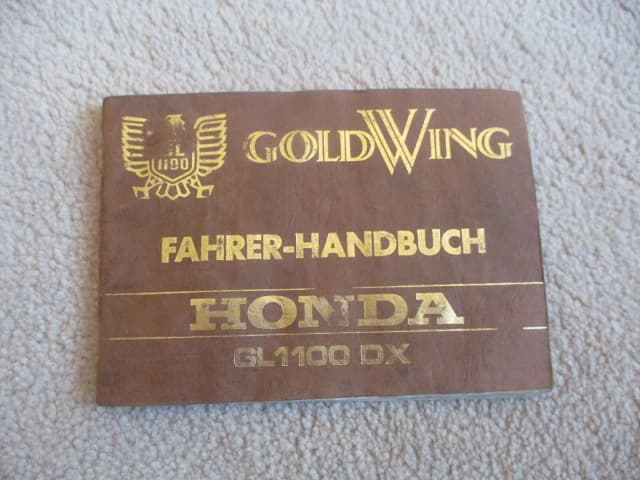 GOLDWING
GL
1100
FAHRER-HANDBUCH
HONDA
GL1100 DX